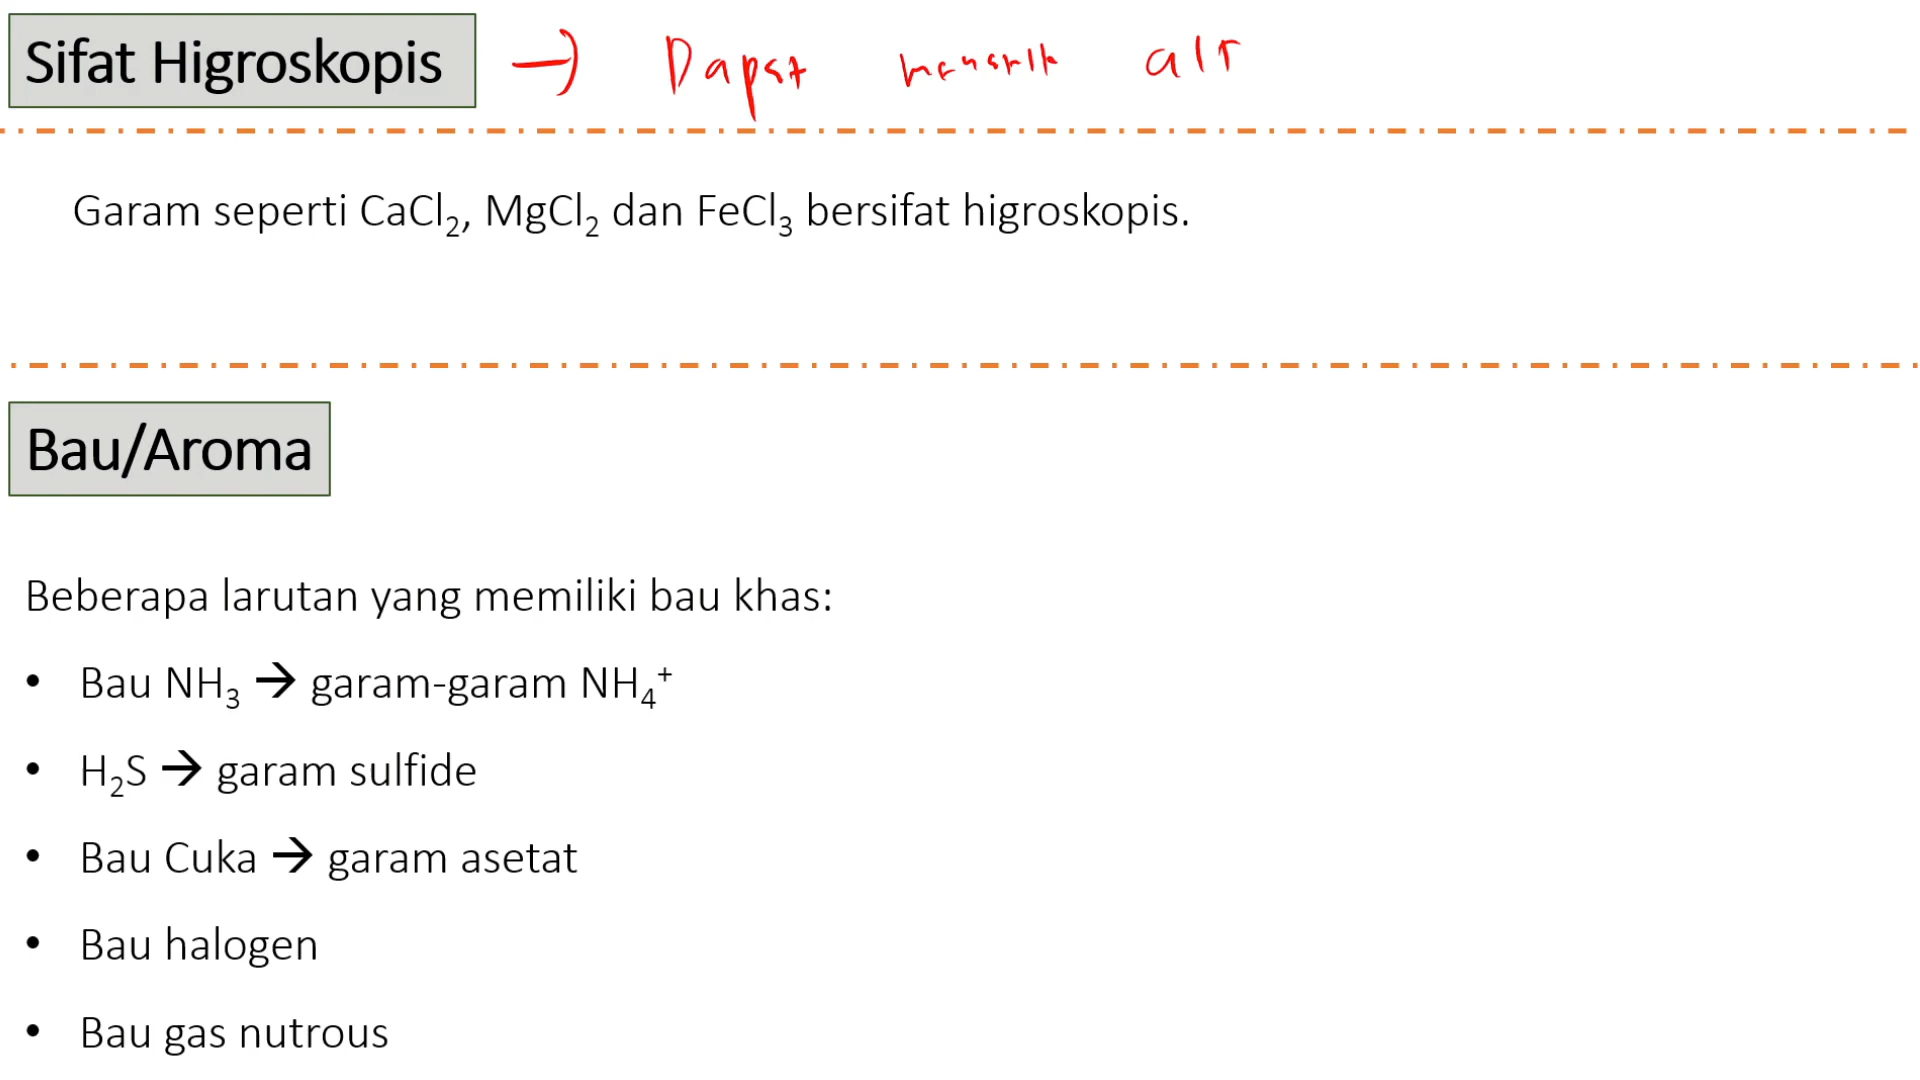 Sifat Higroskopis → Dapat menarik air
Garam seperti CaCl₂, MgCl₂ dan FeCl₃ bersifat higroskopis.
Bau/Aroma
Beberapa larutan yang memiliki bau khas:
• Bau NH₃ → garam-garam NH₄⁺
• H₂S → garam sulfide
• Bau Cuka → garam asetat
• Bau halogen
• Bau gas nutrous